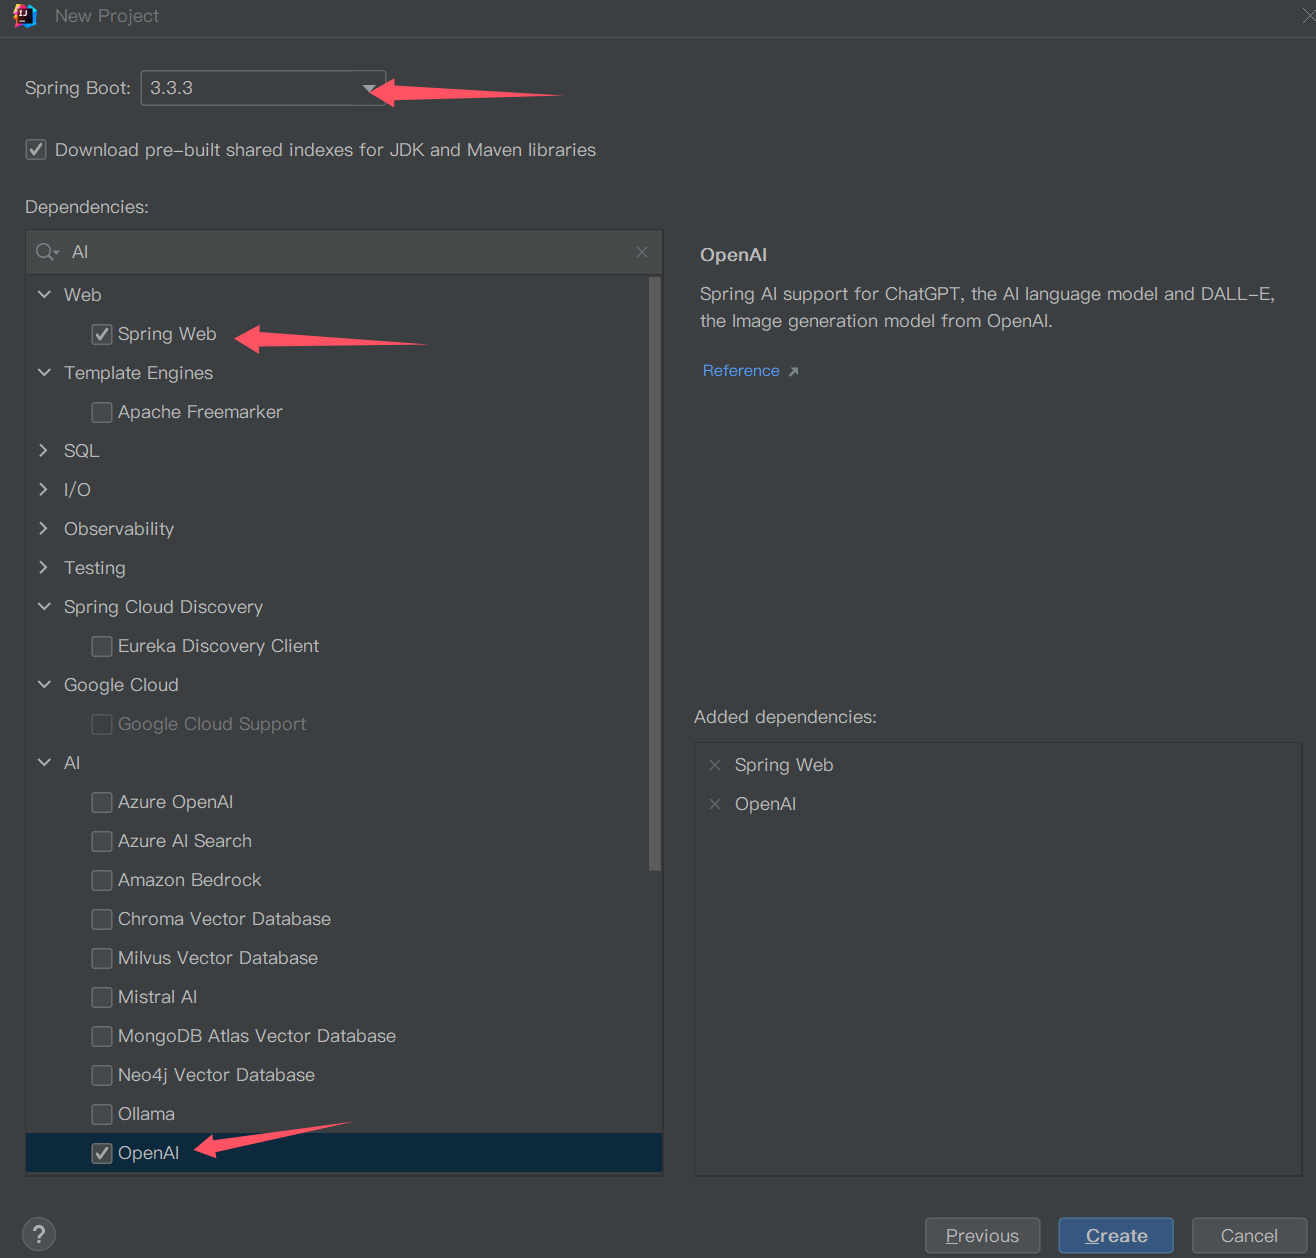 New Project
Spring Boot: 3.3.3
Download pre-built shared indexes for JDK and Maven libraries
Dependencies:
AI
Web
Spring Web
Template Engines
Apache Freemarker
SQL
I/O
Observability
Testing
Spring Cloud Discovery
Eureka Discovery Client
Google Cloud
Google Cloud Support
AI
Azure OpenAI
Azure AI Search
Amazon Bedrock
Chroma Vector Database
Milvus Vector Database
Mistral AI
MongoDB Atlas Vector Database
Neo4j Vector Database
Ollama
OpenAI
OpenAI
Spring AI support for ChatGPT, the AI language model and DALL-E,
the Image generation model from OpenAI.
Reference
Added dependencies:
Spring Web
OpenAI
?
Previous
Create
Cancel